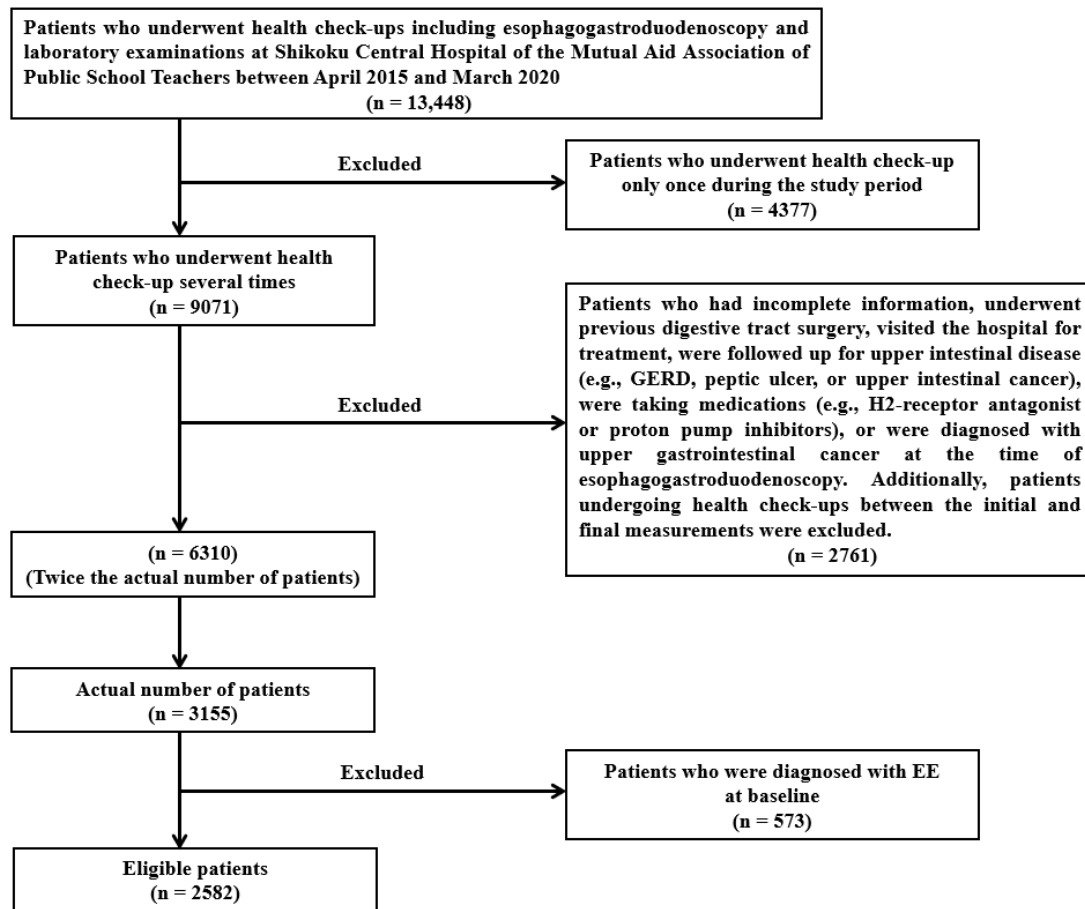 Patients who underwent health check-ups including esophagogastroduodenoscopy and
laboratory examinations at Shikoku Central Hospital of the Mutual Aid Association of
Public School Teachers between April 2015 and March 2020
(n = 13,448)
Excluded
Patients who underwent health check-up
only once during the study period
(n = 4377)
Patients who underwent health
check-up several times
(n = 9071)
Excluded
Patients who had incomplete information, underwent
previous digestive tract surgery, visited the hospital for
treatment, were followed up for upper intestinal disease
(e.g., GERD, peptic ulcer, or upper intestinal cancer),
were taking medications (e.g., H2-receptor antagonist
or proton pump inhibitors), or were diagnosed with
upper gastrointestinal cancer at the time of
esophagogastroduodenoscopy. Additionally, patients
undergoing health check-ups between the initial and
final measurements were excluded.
(n = 2761)
(n = 6310)
(Twice the actual number of patients)
Actual number of patients
(n = 3155)
Excluded
Patients who were diagnosed with EE
at baseline
(n = 573)
Eligible patients
(n = 2582)